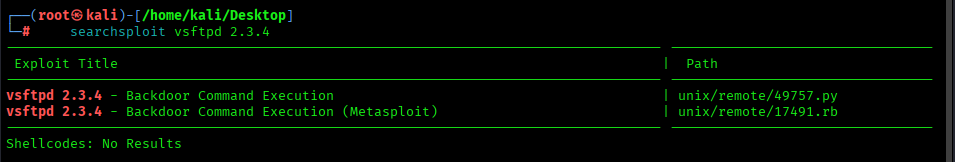 ┌──(root㉿kali)-[/home/kali/Desktop]
└─# searchsploit vsftpd 2.3.4
Exploit Title | Path
vsftpd 2.3.4 - Backdoor Command Execution | unix/remote/49757.py
vsftpd 2.3.4 - Backdoor Command Execution (Metasploit) | unix/remote/17491.rb
Shellcodes: No Results